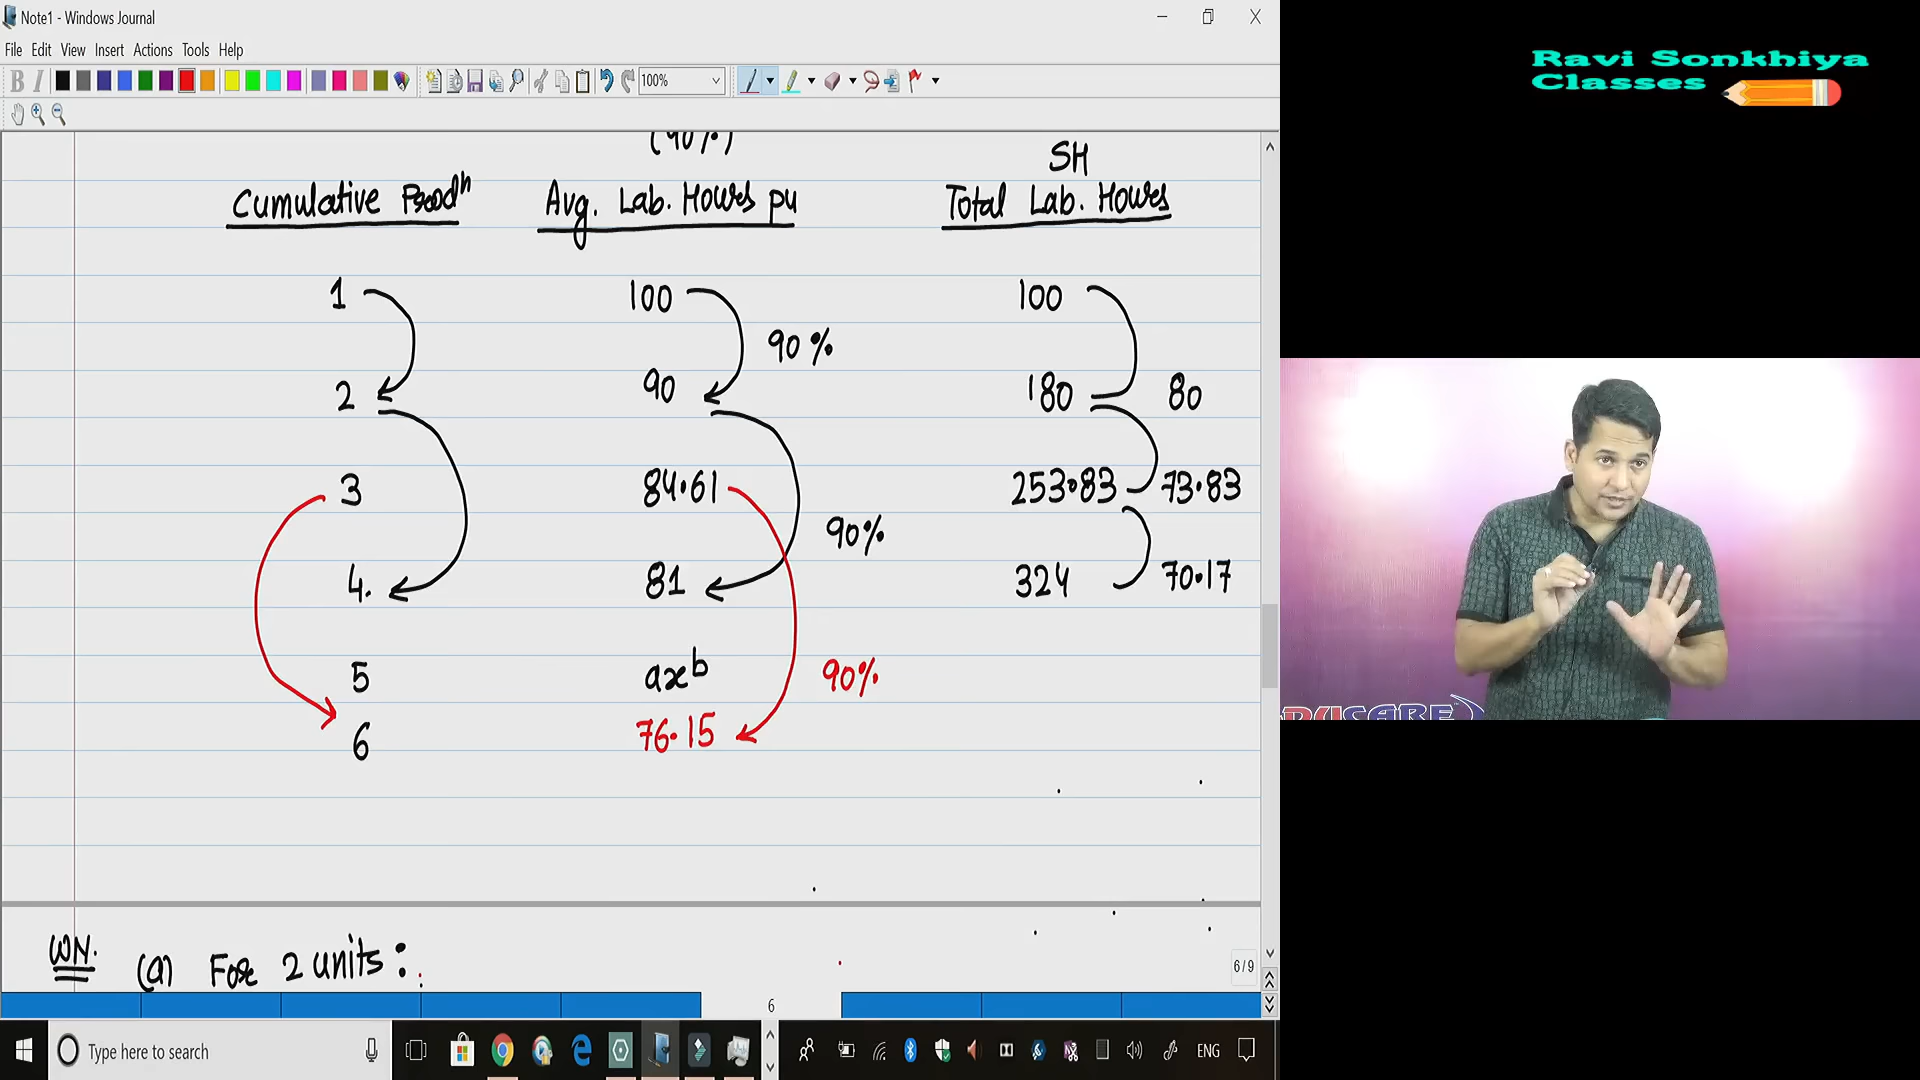 Note1 - Windows Journal
File Edit View Insert Actions Tools Help
B I 100%
Ravi Sonkhiya
Classes
(90%)
SH
Cumulative Prodn Avg. Lab. Hours pu Total Lab. Hours
1 100 100
90%
2 90 180 80
3 84.61 253.83 73.83
90%
4. 81 324 70.17
5 ax^b 90%
6 76.15
WN. (a) For 2 units :
6/9
6
Type here to search
ENG